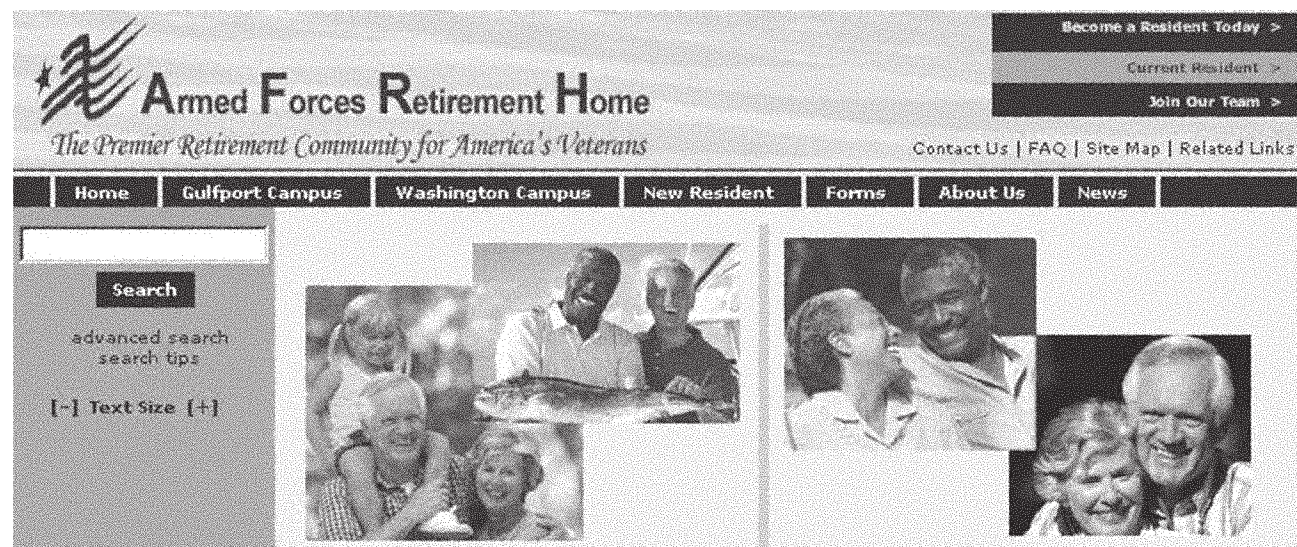 Become a Resident Today >
Current Resident >
Join Our Team >
Armed Forces Retirement Home
The Premier Retirement Community for America's Veterans
Contact Us | FAQ | Site Map | Related Links
Home Gulfport Campus Washington Campus New Resident Forms About Us News
Search
advanced search
search tips
[-] Text Size [+]